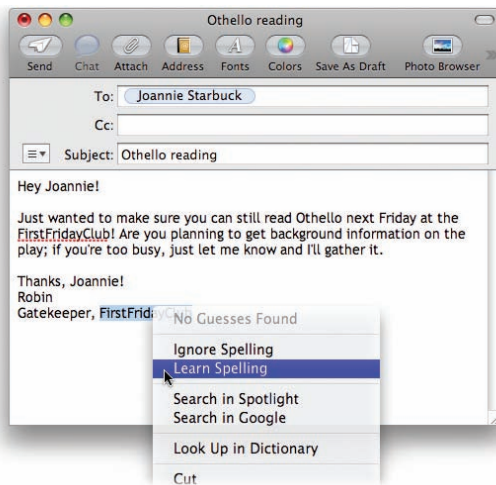 Othello reading
Send Chat Attach Address Fonts Colors Save As Draft Photo Browser
To: Joannie Starbuck
Cc:
Subject: Othello reading
Hey Joannie!
Just wanted to make sure you can still read Othello next Friday at the
FirstFridayClub! Are you planning to get background information on the
play; if you're too busy, just let me know and I'll gather it.
Thanks, Joannie!
Robin
Gatekeeper, FirstFridayClub
No Guesses Found
Ignore Spelling
Learn Spelling
Search in Spotlight
Search in Google
Look Up in Dictionary
Cut